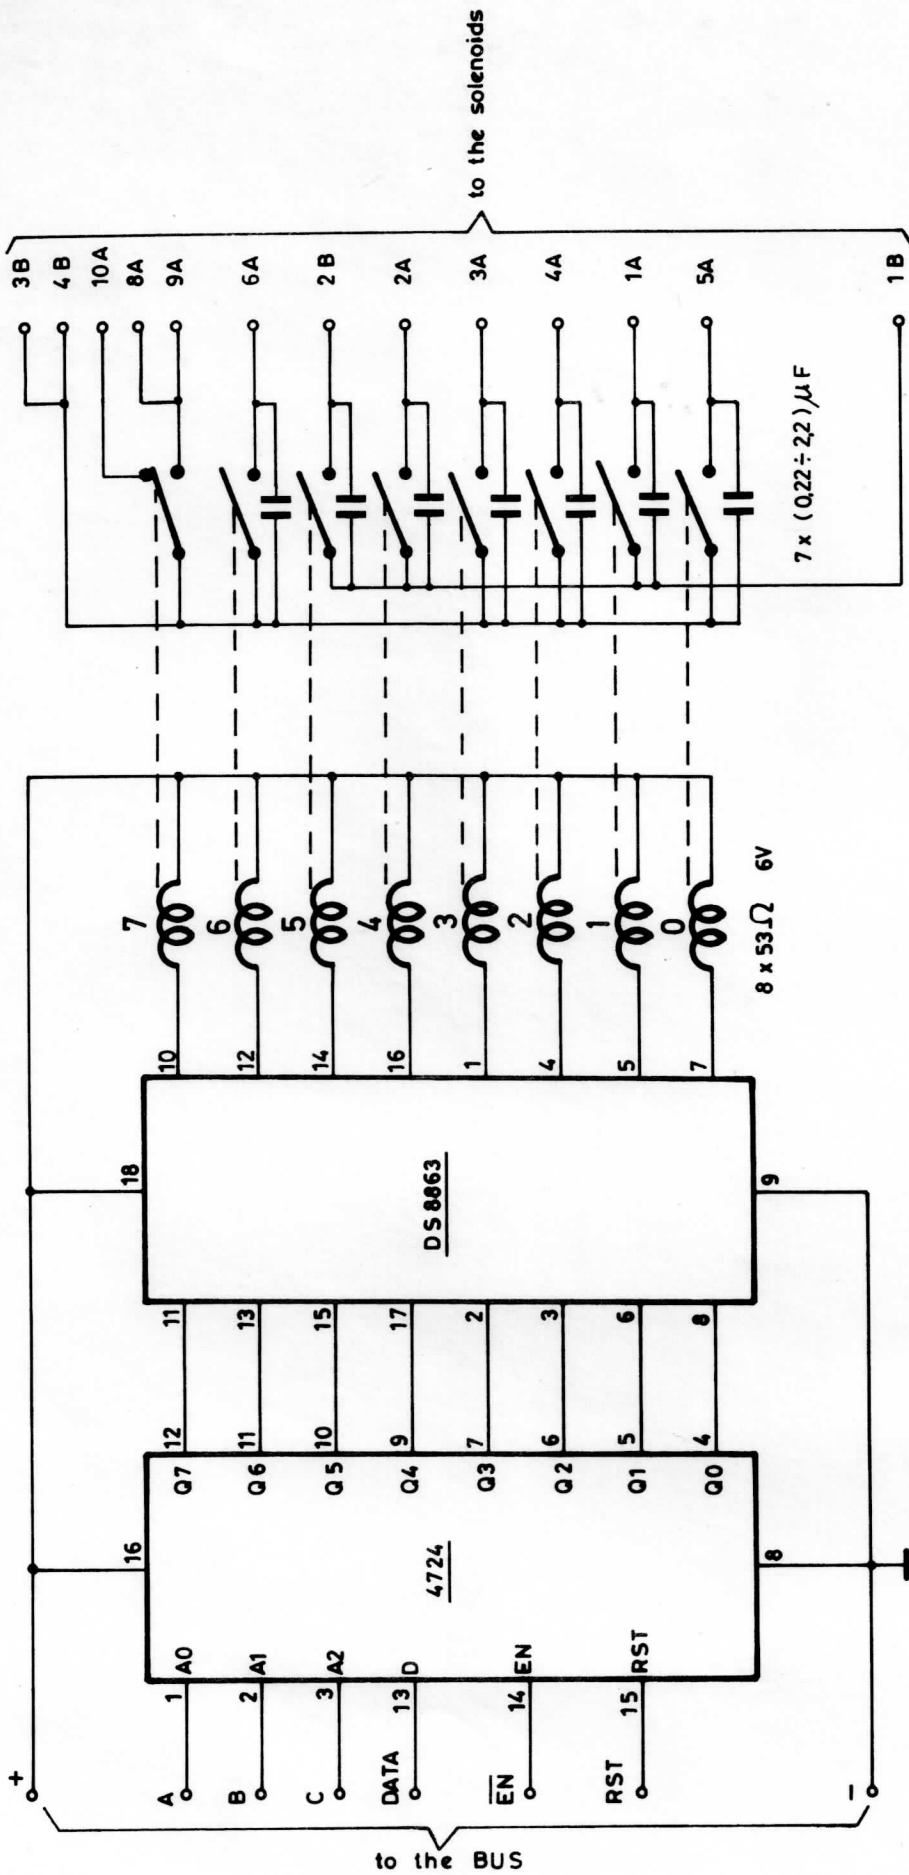 to the BUS
+
A
B
C
DATA
EN
RST
−
1
2
3
13
14
15
A0
A1
A2
D
EN
RST
16
4724
8
Q7
Q6
Q5
Q4
Q3
Q2
Q1
Q0
12
11
10
9
7
6
5
4
11
13
15
17
2
3
6
8
18
DS8863
9
10
12
14
16
1
4
5
7
7
6
5
4
3
2
1
0
8 x 53Ω 6V
7 x (0,22÷2,2)μF
3B
4B
10A
8A
9A
6A
2B
2A
3A
4A
1A
5A
1B
to the solenoids